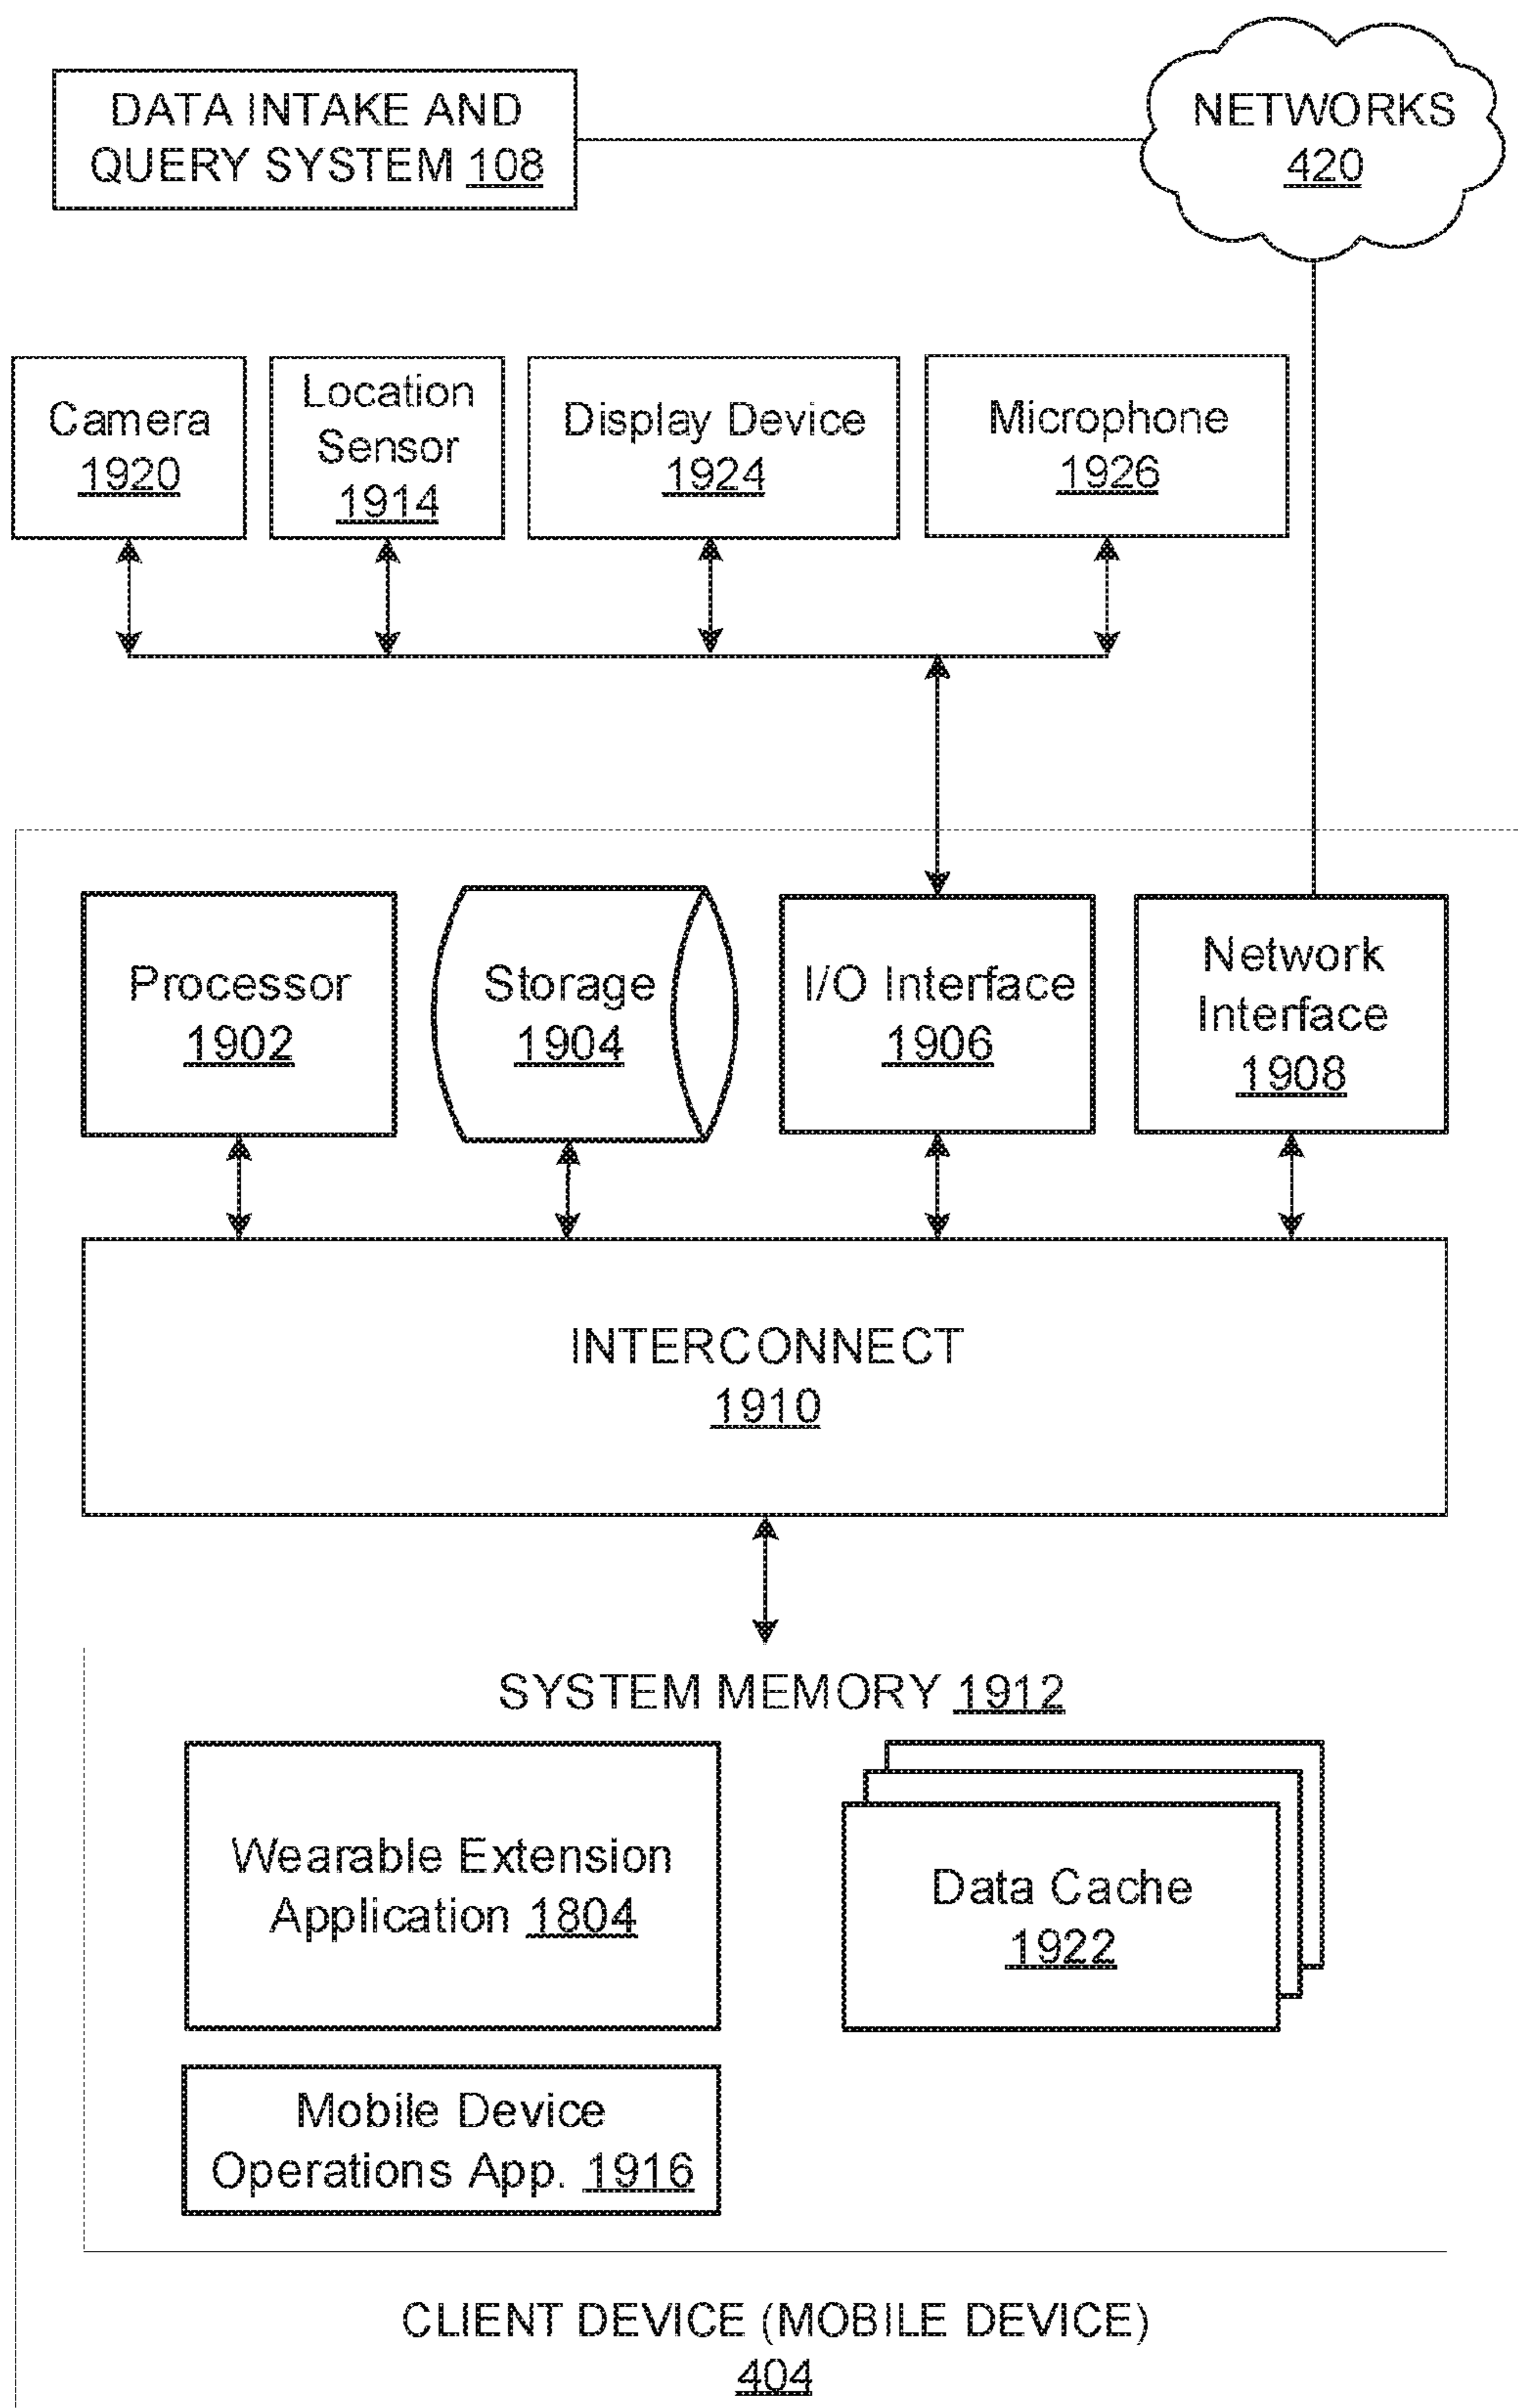 DATA INTAKE AND
QUERY SYSTEM 108
NETWORKS
420
Camera
1920
Location
Sensor
1914
Display Device
1924
Microphone
1926
Processor
1902
Storage
1904
I/O Interface
1906
Network
Interface
1908
INTERCONNECT
1910
SYSTEM MEMORY 1912
Wearable Extension
Application 1804
Data Cache
1922
Mobile Device
Operations App. 1916
CLIENT DEVICE (MOBILE DEVICE)
404